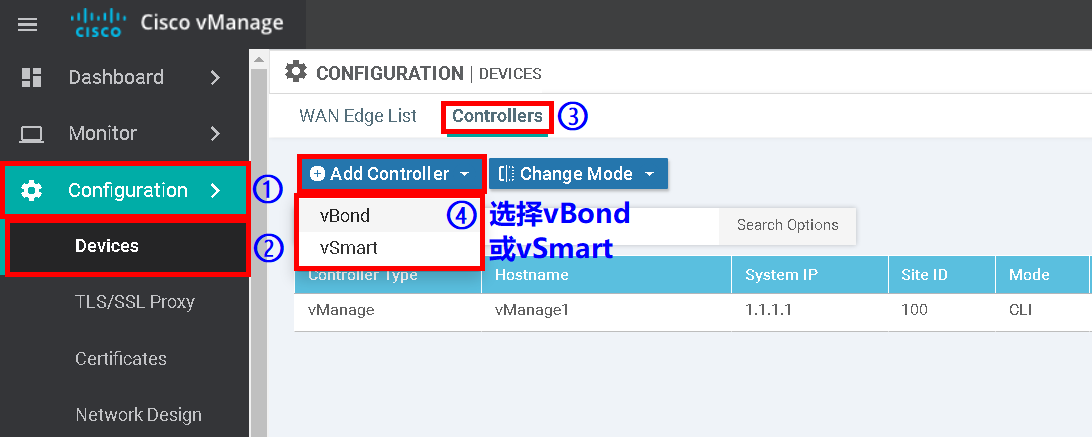 cisco Cisco vManage
Dashboard
Monitor
Configuration ①
Devices ②
TLS/SSL Proxy
Certificates
Network Design
CONFIGURATION | DEVICES
WAN Edge List Controllers ③
Add Controller Change Mode
vBond ④ 选择vBond
vSmart 或vSmart
Search Options
Controller Type Hostname System IP Site ID Mode
vManage vManage1 1.1.1.1 100 CLI